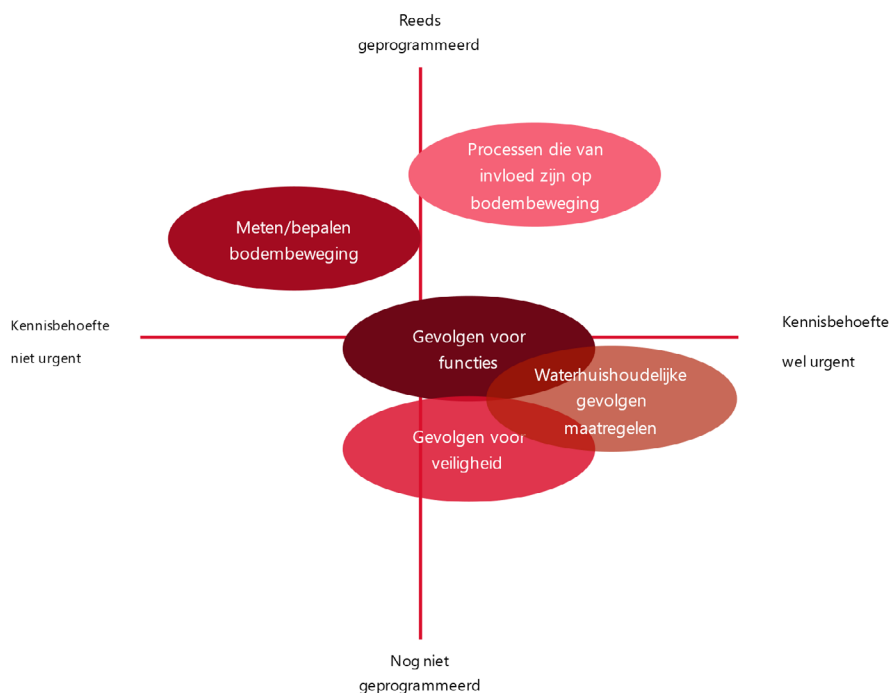 Reeds
geprogrammeerd
Processen die van
invloed zijn op
bodembeweging
Meten/bepalen
bodembeweging
Kennisbehoefte
niet urgent
Gevolgen voor
functies
Kennisbehoefte
wel urgent
Waterhuishoudelijke
gevolgen
maatregelen
Gevolgen voor
veiligheid
Nog niet
geprogrammeerd